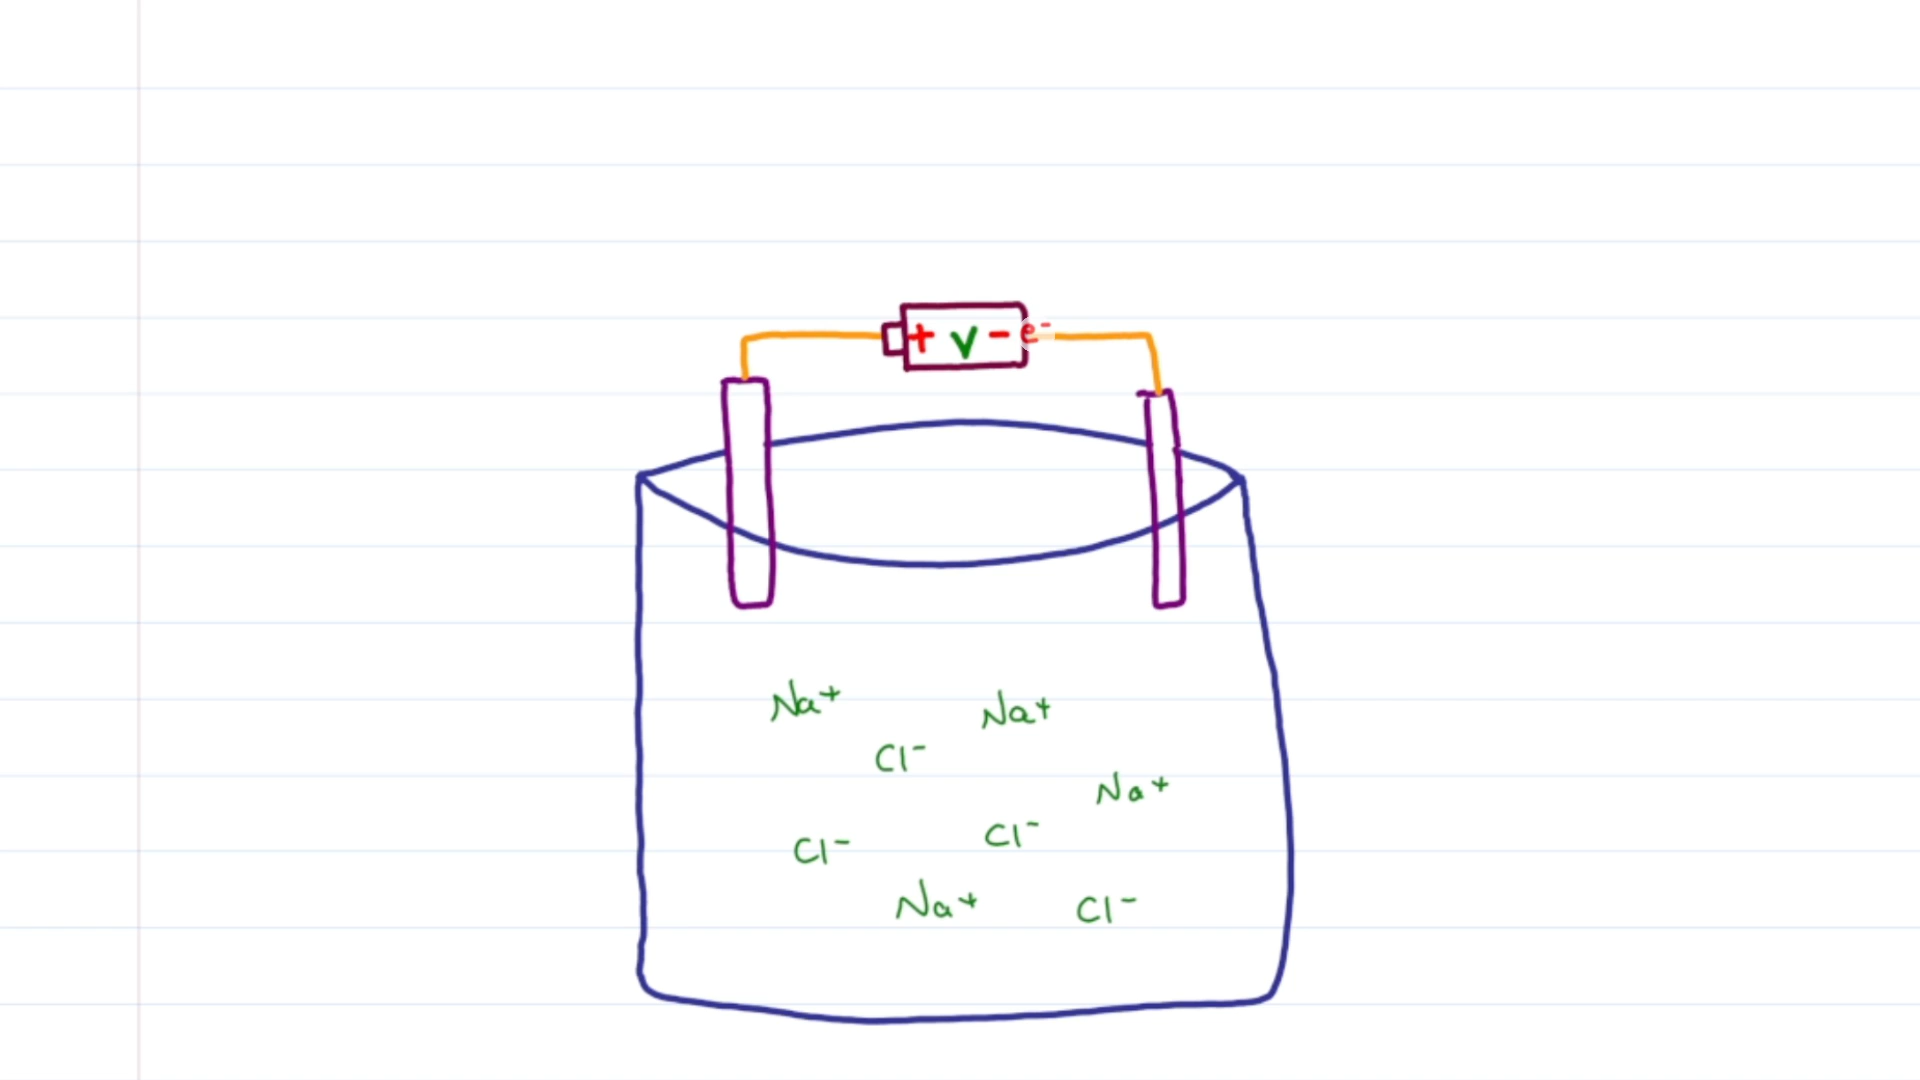 + V - e⁻
Na⁺
Na⁺
Cl⁻
Na⁺
Cl⁻
Cl⁻
Na⁺
Cl⁻